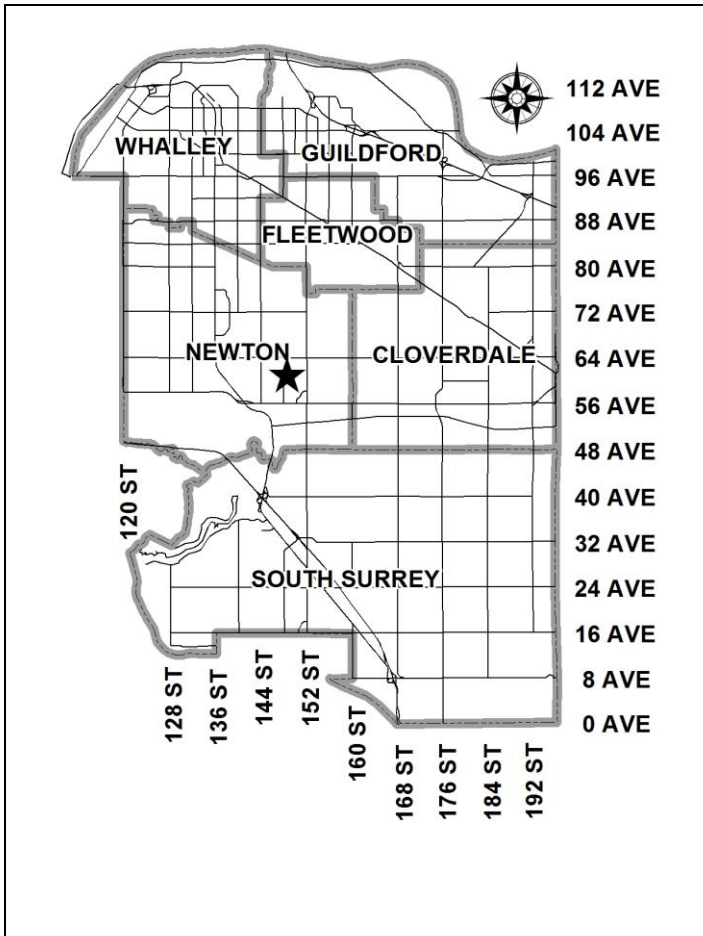 112 AVE
104 AVE
WHALLEY
GUILDFORD
96 AVE
88 AVE
FLEETWOOD
80 AVE
72 AVE
NEWTON
CLOVERDALE
64 AVE
56 AVE
48 AVE
120 ST
40 AVE
32 AVE
SOUTH SURREY
24 AVE
16 AVE
8 AVE
0 AVE
128 ST
136 ST
144 ST
152 ST
160 ST
168 ST
176 ST
184 ST
192 ST